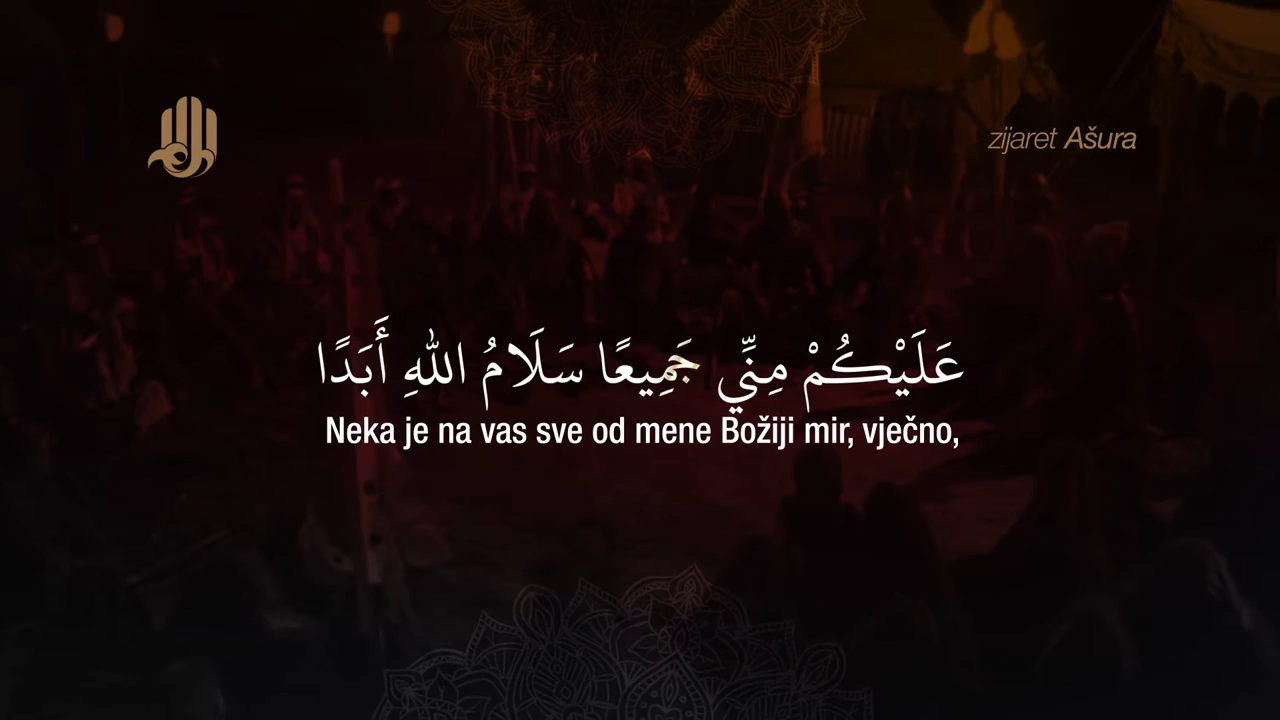 zijaret Ašura
عَلَيْكُمْ مِنِّي جَمِيعًا سَلَامُ اللهِ أَبَدًا
Neka je na vas sve od mene Božiji mir, vječno,